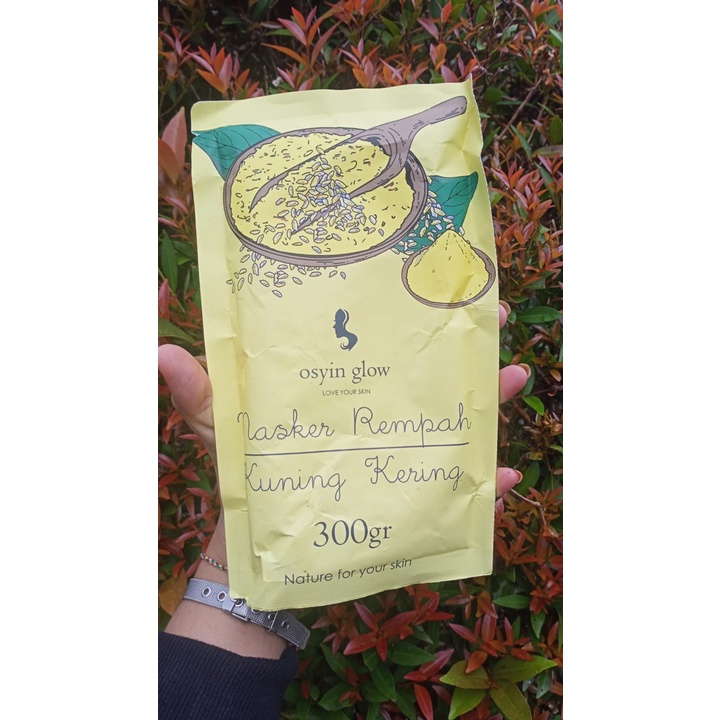 osyin glow
LOVE YOUR SKIN
Masker Rempah
Kuning Kering
300gr
Nature for your skin